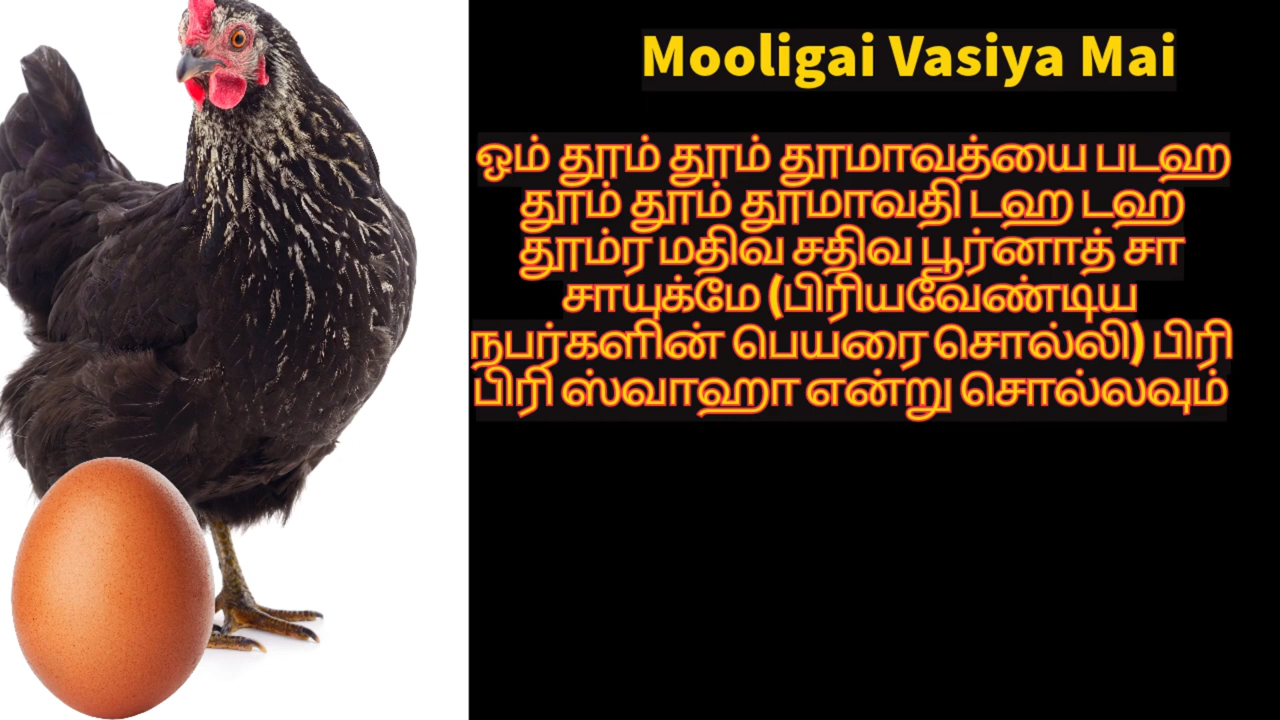 Mooligai Vasiya Mai
ஓம் தூம் தூம் தூமாவத்யை படஹ
தூம் தூம் தூமாவதி டஹ டஹ
தூம்ர மதிவ சதிவ பூர்னாத் சா
சாயுக்மே (பிரியவேண்டிய
நபர்களின் பெயரை சொல்லி) பிரி
பிரி ஸ்வாஹா என்று சொல்லவும்